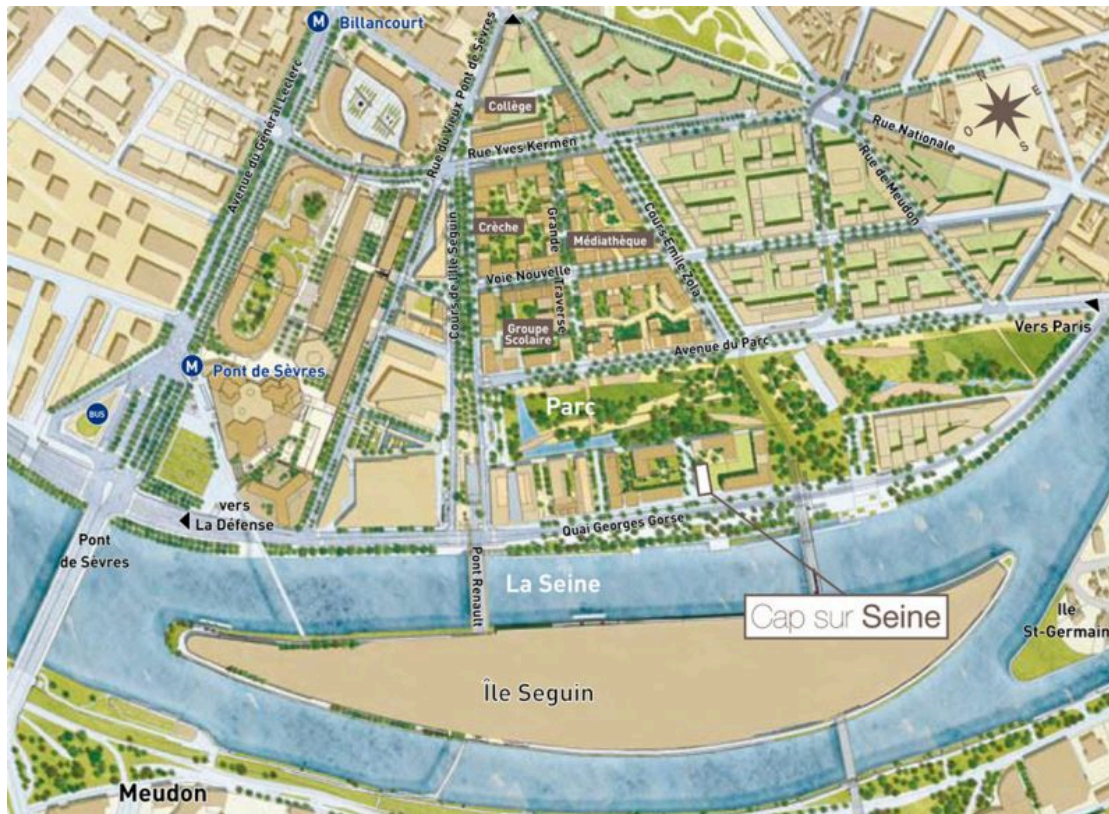 M Billancourt
Avenue du Général Leclerc
Rue du Vieux Pont de Sèvres
Collège
Rue Yves Kermen
Rue Nationale
Rue de Meudon
E
S
O
Cours de l'Ile Seguin
Crèche
Grande
Traverse
Médiathèque
Cours Emile Zola
Voie Nouvelle
Groupe
Scolaire
Avenue du Parc
Vers Paris
M Pont de Sèvres
BUS
Parc
vers
La Défense
Quai Georges Gorse
Pont
de Sèvres
Pont Renault
La Seine
Cap sur Seine
Ile
St-Germain
Île Seguin
Meudon